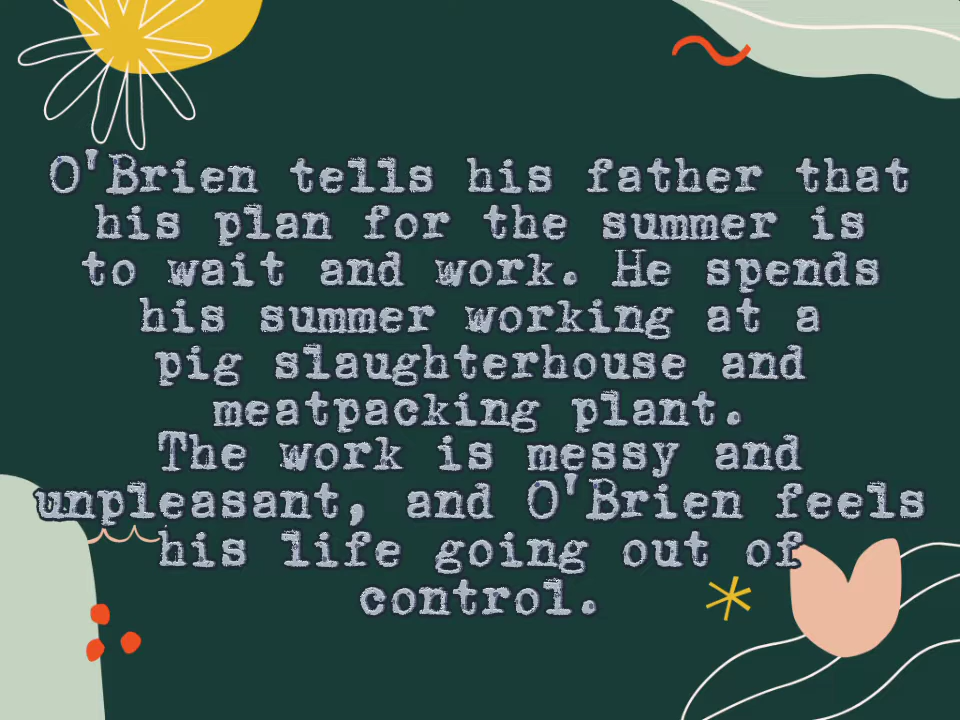 O'Brien tells his father that
his plan for the summer is
to wait and work. He spends
his summer working at a
pig slaughterhouse and
meatpacking plant.
The work is messy and
unpleasant, and O'Brien feels
his life going out of
control.